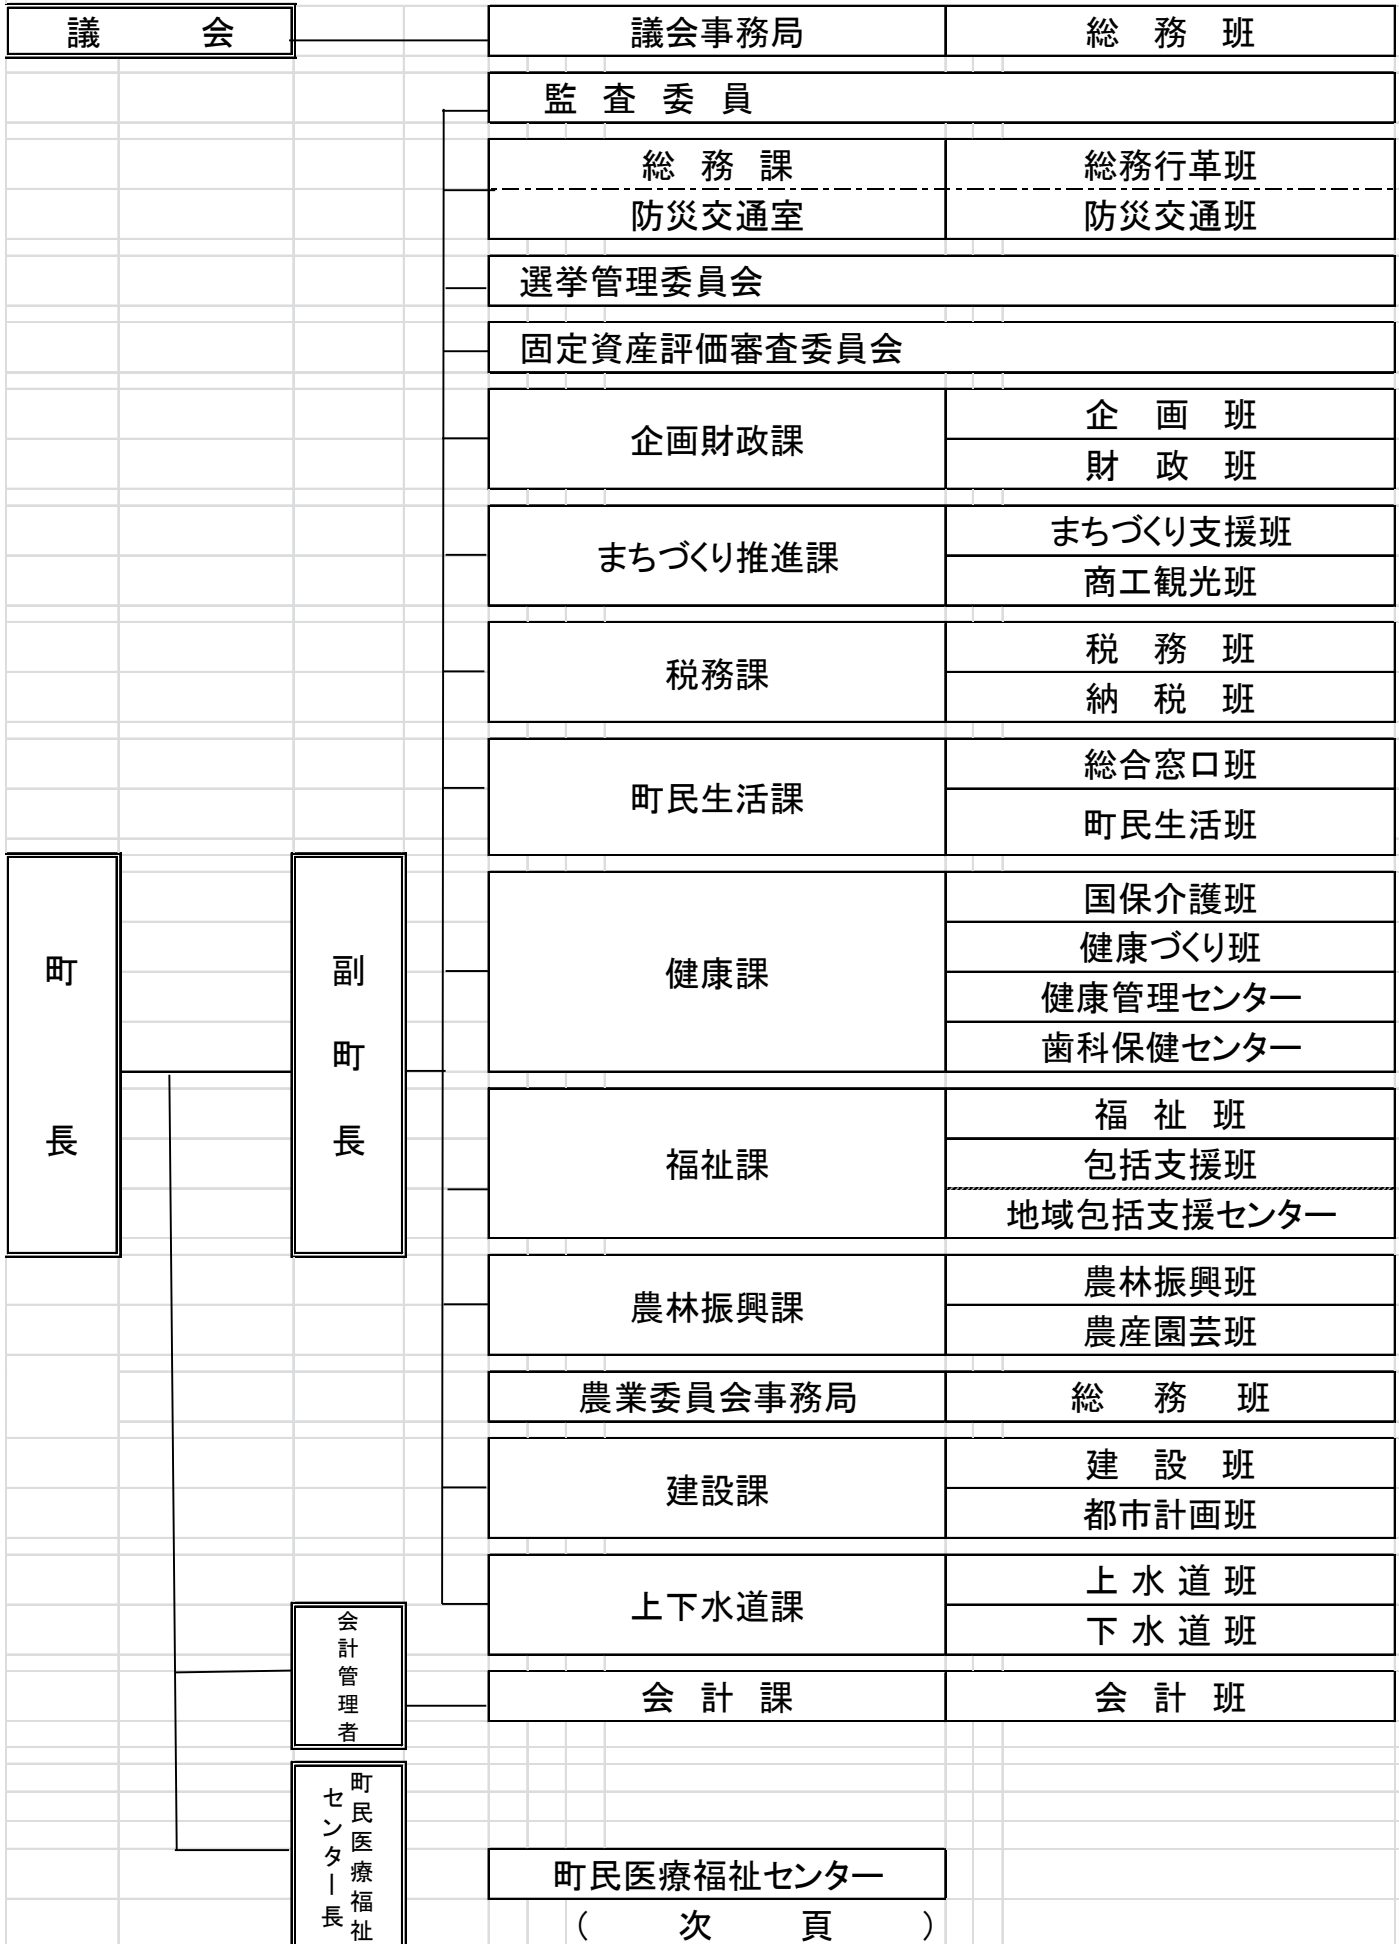 議　会　議会事務局　総　務　班
監　査　委　員
総　務　課　総務行革班
防災交通室　防災交通班
選挙管理委員会
固定資産評価審査委員会
企画財政課
企　画　班
財　政　班
まちづくり推進課
まちづくり支援班
商工観光班
税務課
税　務　班
納　税　班
町民生活課
総合窓口班
町民生活班
町長
副町長
健康課
国保介護班
健康づくり班
健康管理センター
歯科保健センター
福祉課
福　祉　班
包括支援班
地域包括支援センター
農林振興課
農林振興班
農産園芸班
農業委員会事務局　総　務　班
建設課
建　設　班
都市計画班
上下水道課
上 水 道 班
下 水 道 班
会計管理者
会　計　課　会　計　班
町民医療福祉
センター長
町民医療福祉センター
（　次　頁　）